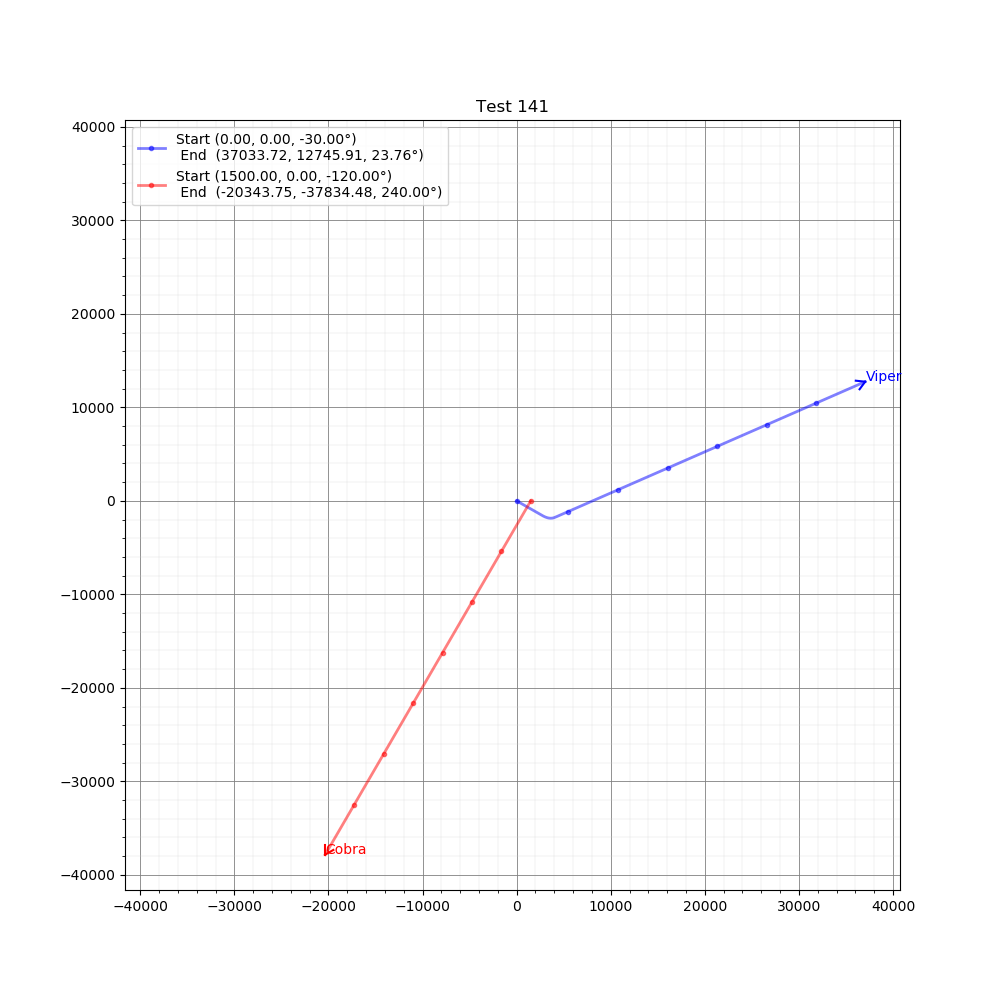 Test 141
Start (0.00, 0.00, -30.00°)
End (37033.72, 12745.91, 23.76°)
Start (1500.00, 0.00, -120.00°)
End (-20343.75, -37834.48, 240.00°)
40000
30000
20000
10000
0
−10000
−20000
−30000
−40000
Viper
Cobra
−40000 −30000 −20000 −10000 0 10000 20000 30000 40000